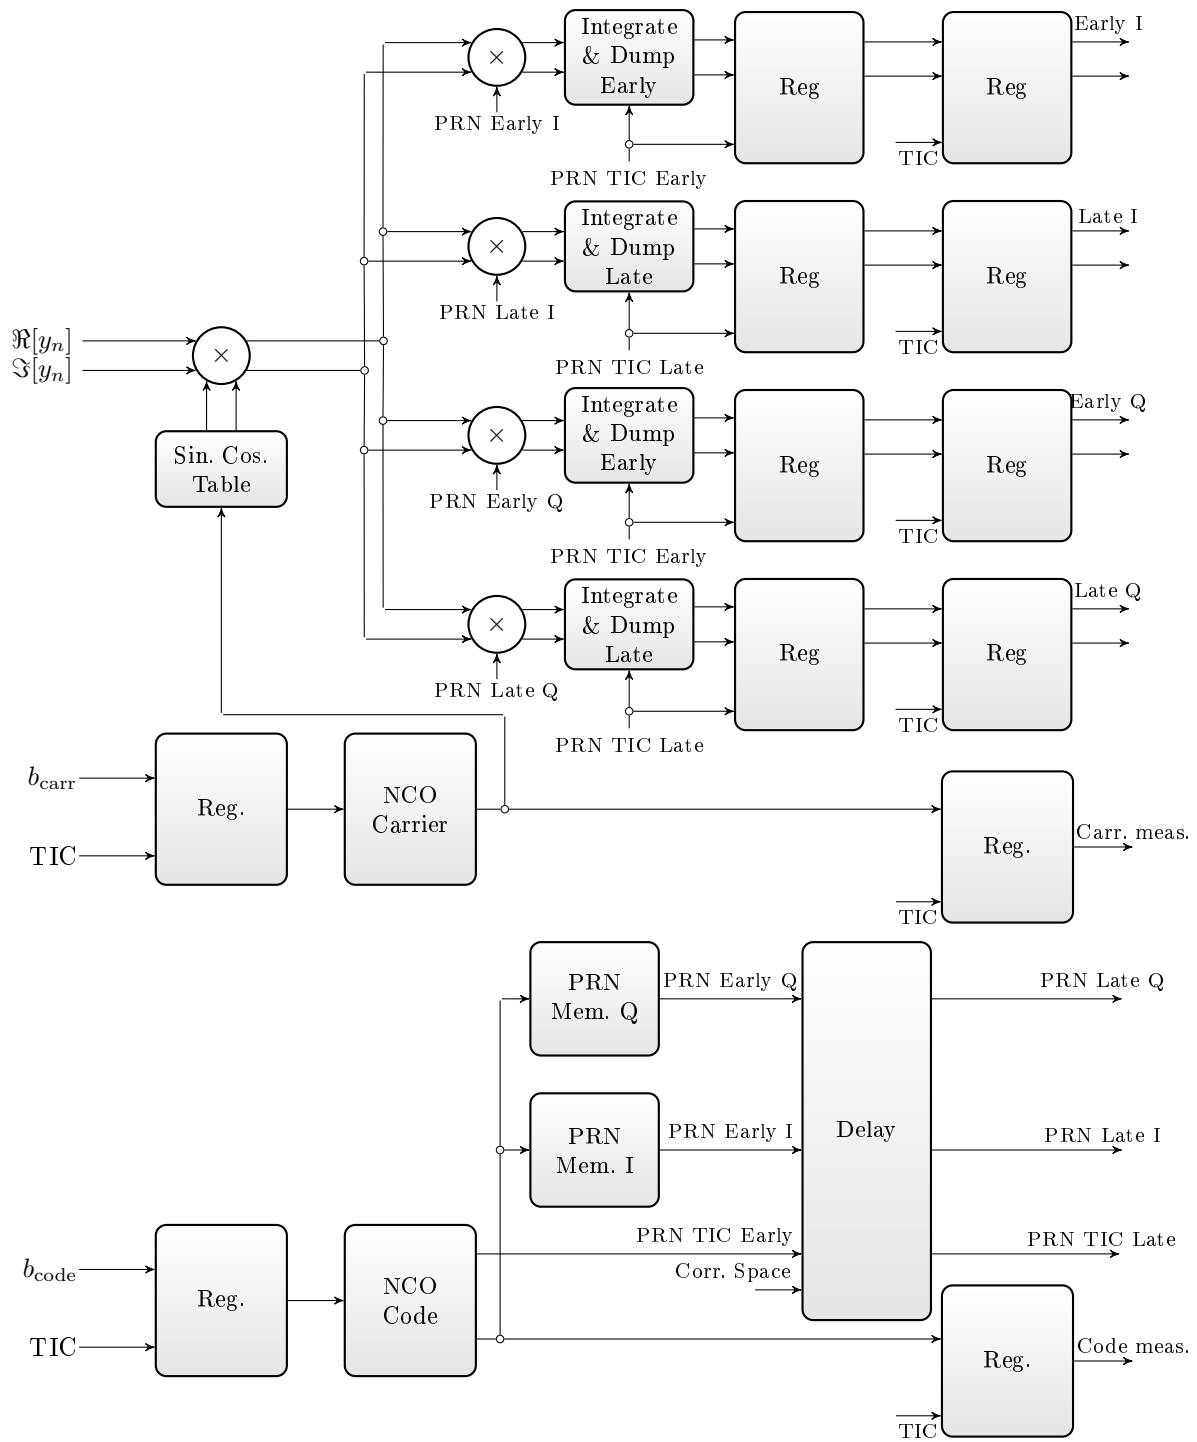 Early I
Integrate
& Dump
Early
×
Reg
Reg
PRN Early I
TIC
PRN TIC Early
Late I
Integrate
& Dump
Late
×
Reg
Reg
PRN Late I
TIC
PRN TIC Late
ℜ[yₙ]
ℑ[yₙ]
×
Early Q
Integrate
& Dump
Early
×
Reg
Reg
Sin. Cos.
Table
PRN Early Q
TIC
PRN TIC Early
Late Q
Integrate
& Dump
Late
×
Reg
Reg
PRN Late Q
TIC
PRN TIC Late
b_carr
TIC
Reg.
NCO
Carrier
Reg.
Carr. meas.
TIC
PRN
Mem. Q
PRN Early Q
PRN Late Q
PRN
Mem. I
PRN Early I
Delay
PRN Late I
PRN TIC Early
PRN TIC Late
Corr. Space
b_code
TIC
Reg.
NCO
Code
Reg.
Code meas.
TIC